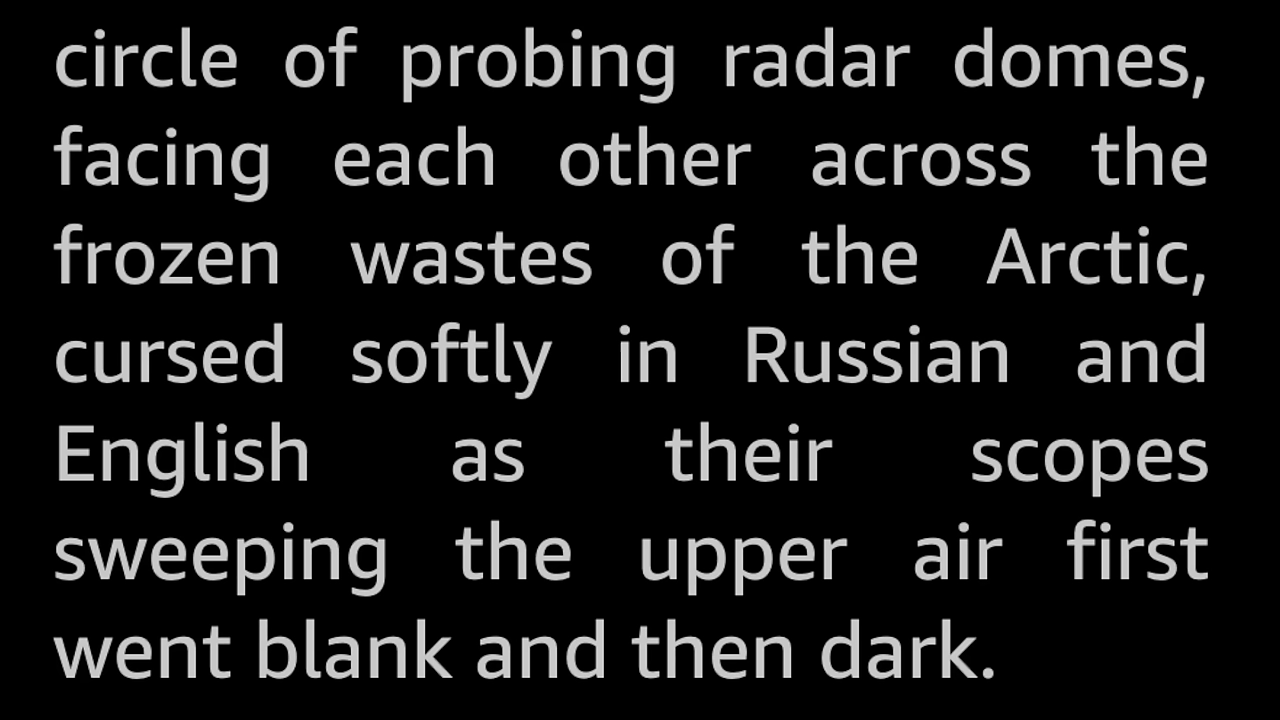 circle of probing radar domes,
facing each other across the
frozen wastes of the Arctic,
cursed softly in Russian and
English as their scopes
sweeping the upper air first
went blank and then dark.